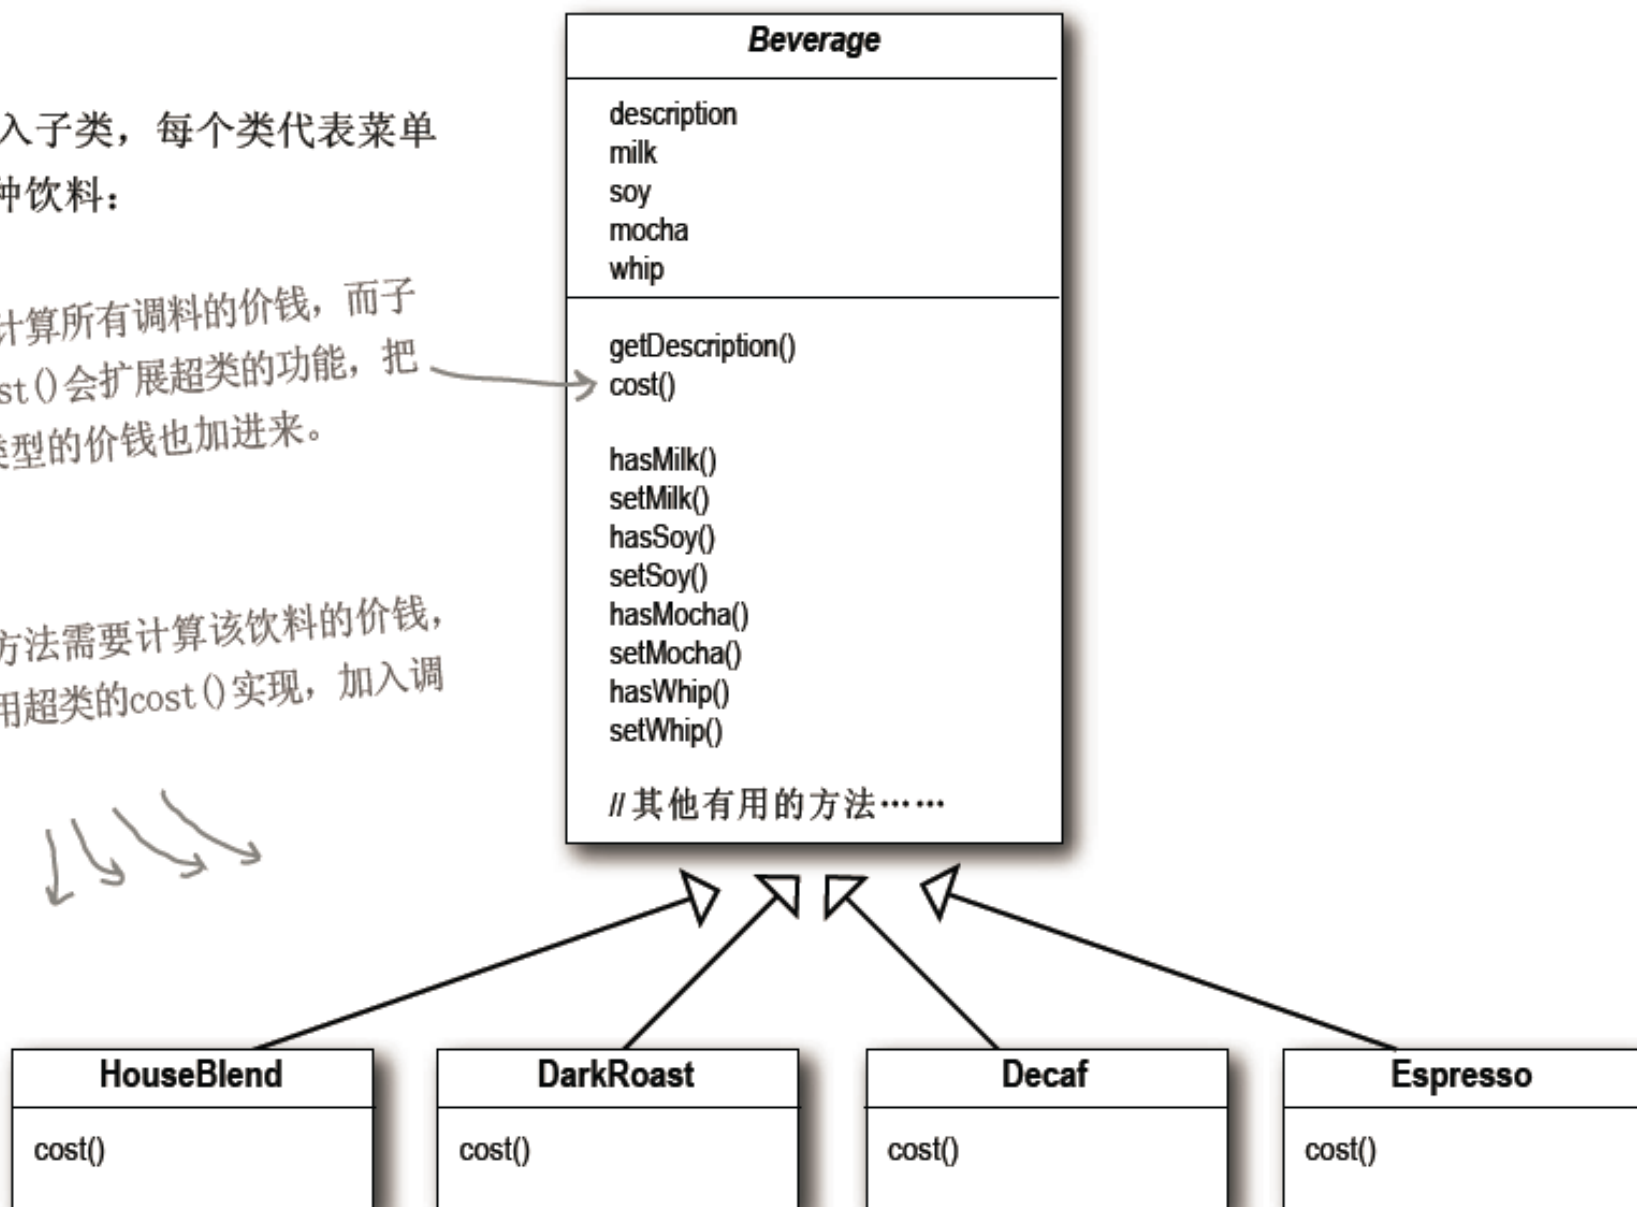 入子类，每个类代表菜单
种饮料：
计算所有调料的价钱，而子
st()会扩展超类的功能，把
类型的价钱也加进来。
方法需要计算该饮料的价钱，
用超类的cost()实现，加入调
Beverage
description
milk
soy
mocha
whip
getDescription()
cost()
hasMilk()
setMilk()
hasSoy()
setSoy()
hasMocha()
setMocha()
hasWhip()
setWhip()
//其他有用的方法……
HouseBlend
cost()
DarkRoast
cost()
Decaf
cost()
Espresso
cost()